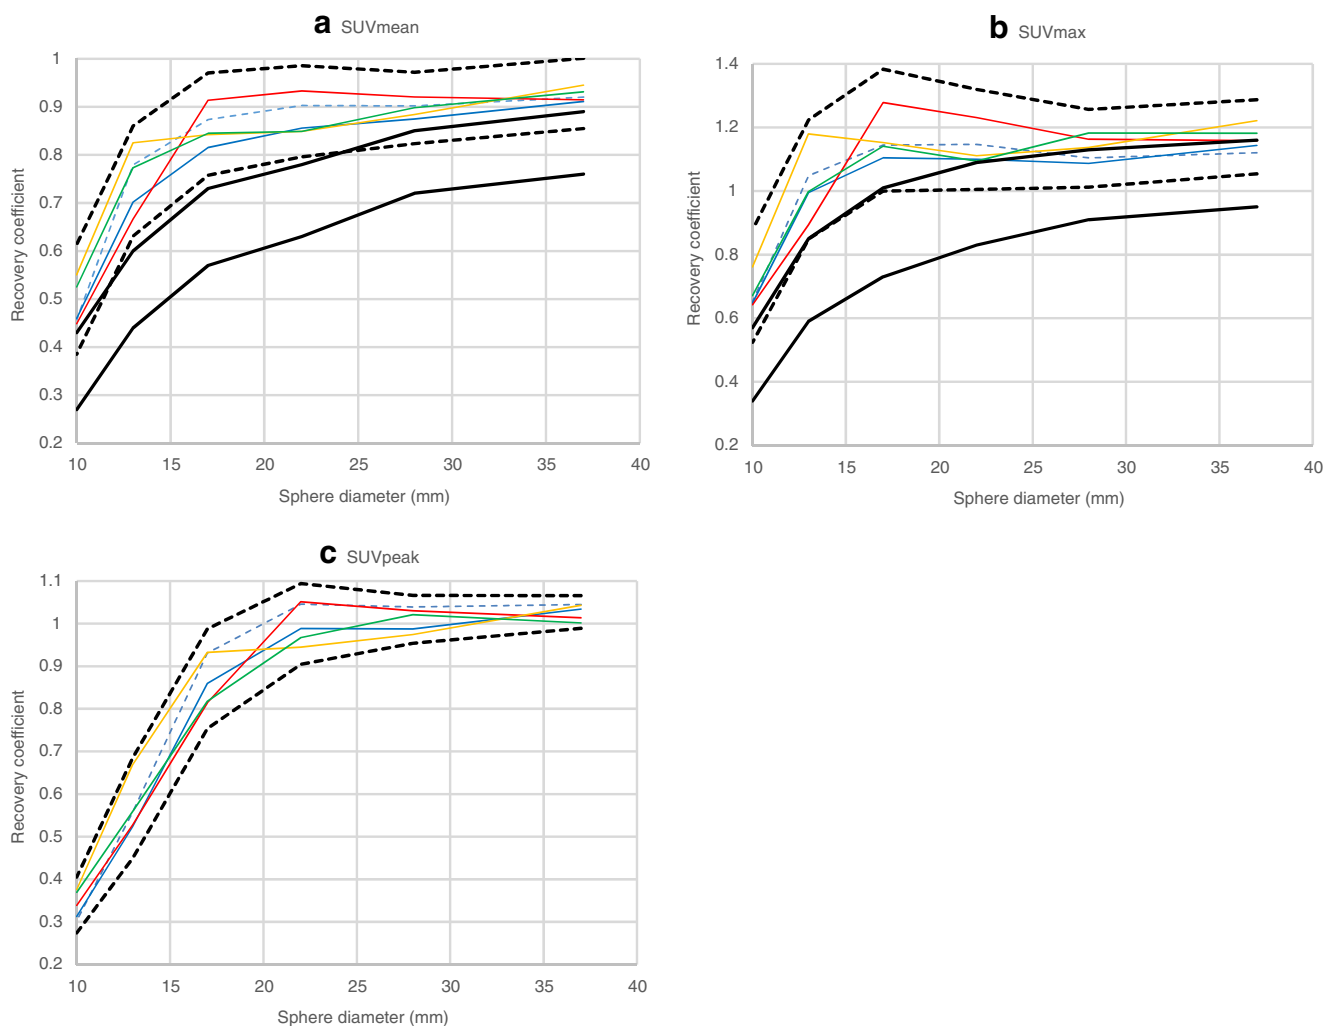 a SUVmean
1
0.9
0.8
0.7
0.6
0.5
0.4
0.3
0.2
Recovery coefficient
10 15 20 25 30 35 40
Sphere diameter (mm)
b SUVmax
1.4
1.2
1
0.8
0.6
0.4
0.2
Recovery coefficient
10 15 20 25 30 35 40
Sphere diameter (mm)
c SUVpeak
1.1
1
0.9
0.8
0.7
0.6
0.5
0.4
0.3
0.2
Recovery coefficient
10 15 20 25 30 35 40
Sphere diameter (mm)